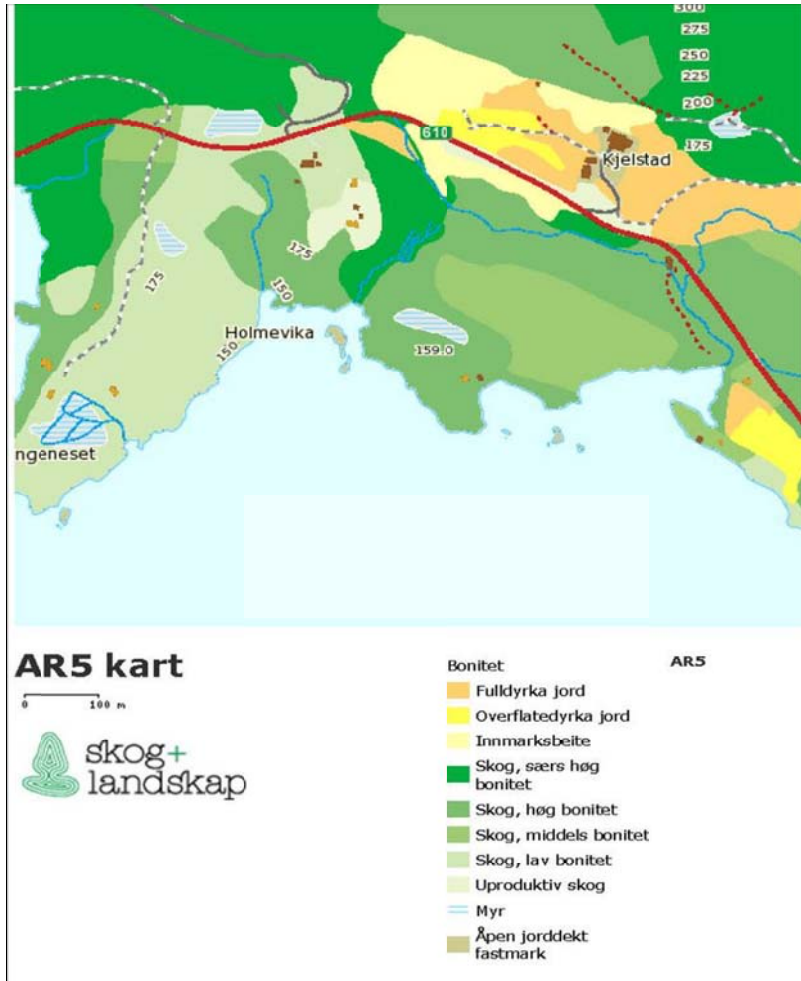 300
275
250
225
200
175
610
Kjelstad
175
175
150
Holmevika
150
159.0
ngeneset
AR5 kart
0 100 m
skog+
landskap
Bonitet
AR5
Fulldyrka jord
Overflatedyrka jord
Innmarksbeite
Skog, særs høg
bonitet
Skog, høg bonitet
Skog, middels bonitet
Skog, lav bonitet
Uproduktiv skog
Myr
Åpen jorddekt
fastmark